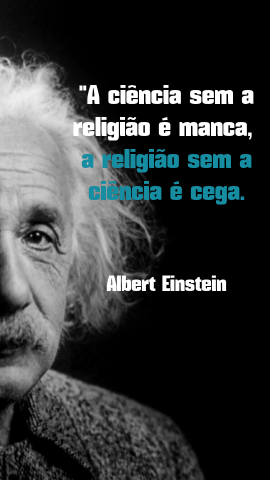 "A ciência sem a
religião é manca,
a religião sem a
ciência é cega.
Albert Einstein